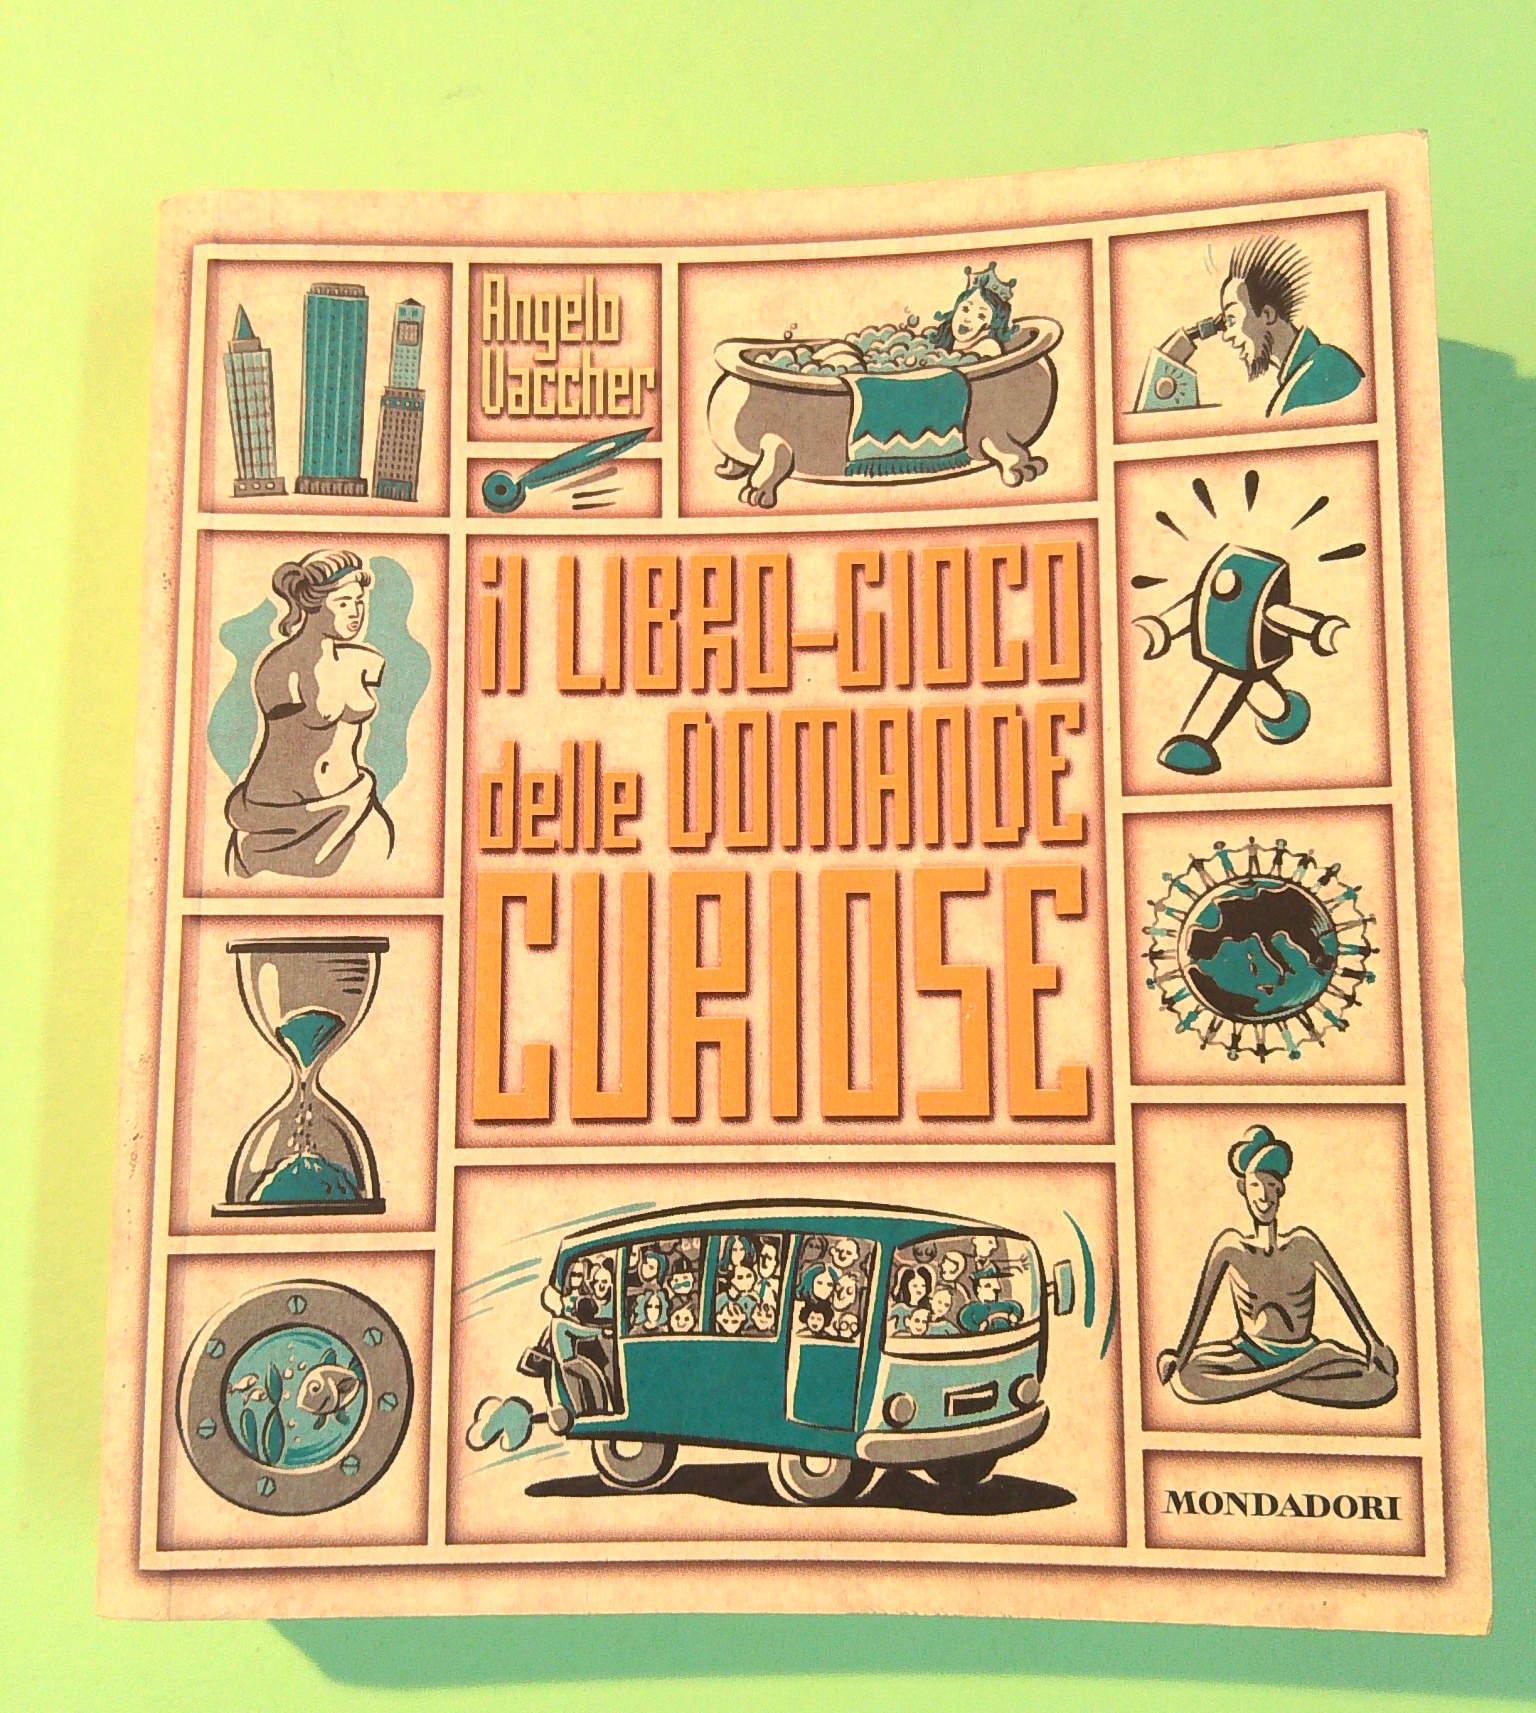 Angelo
Vaccher
il LIBRO-GIOCO
delle DOMANDE
CURIOSE
MONDADORI